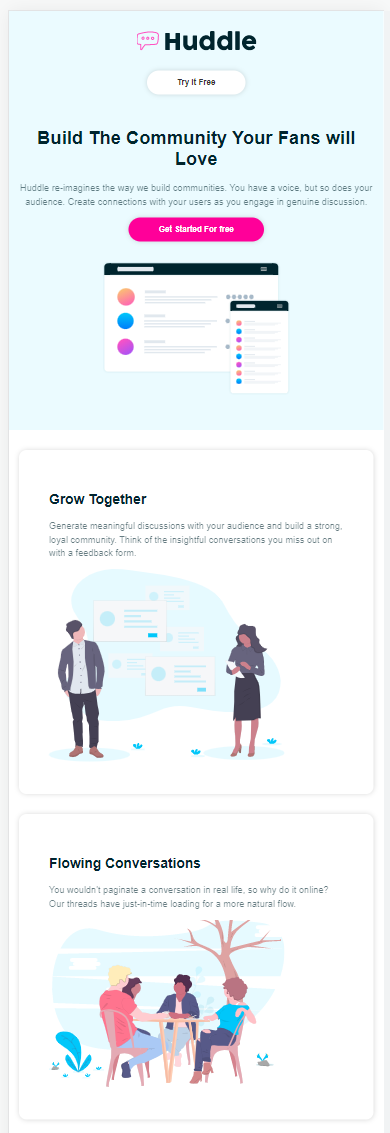 Huddle
Try It Free
Build The Community Your Fans will
Love
Huddle re-imagines the way we build communities. You have a voice, but so does your
audience. Create connections with your users as you engage in genuine discussion.
Get Started For free
Grow Together
Generate meaningful discussions with your audience and build a strong,
loyal community. Think of the insightful conversations you miss out on
with a feedback form.
Flowing Conversations
You wouldn't paginate a conversation in real life, so why do it online?
Our threads have just-in-time loading for a more natural flow.